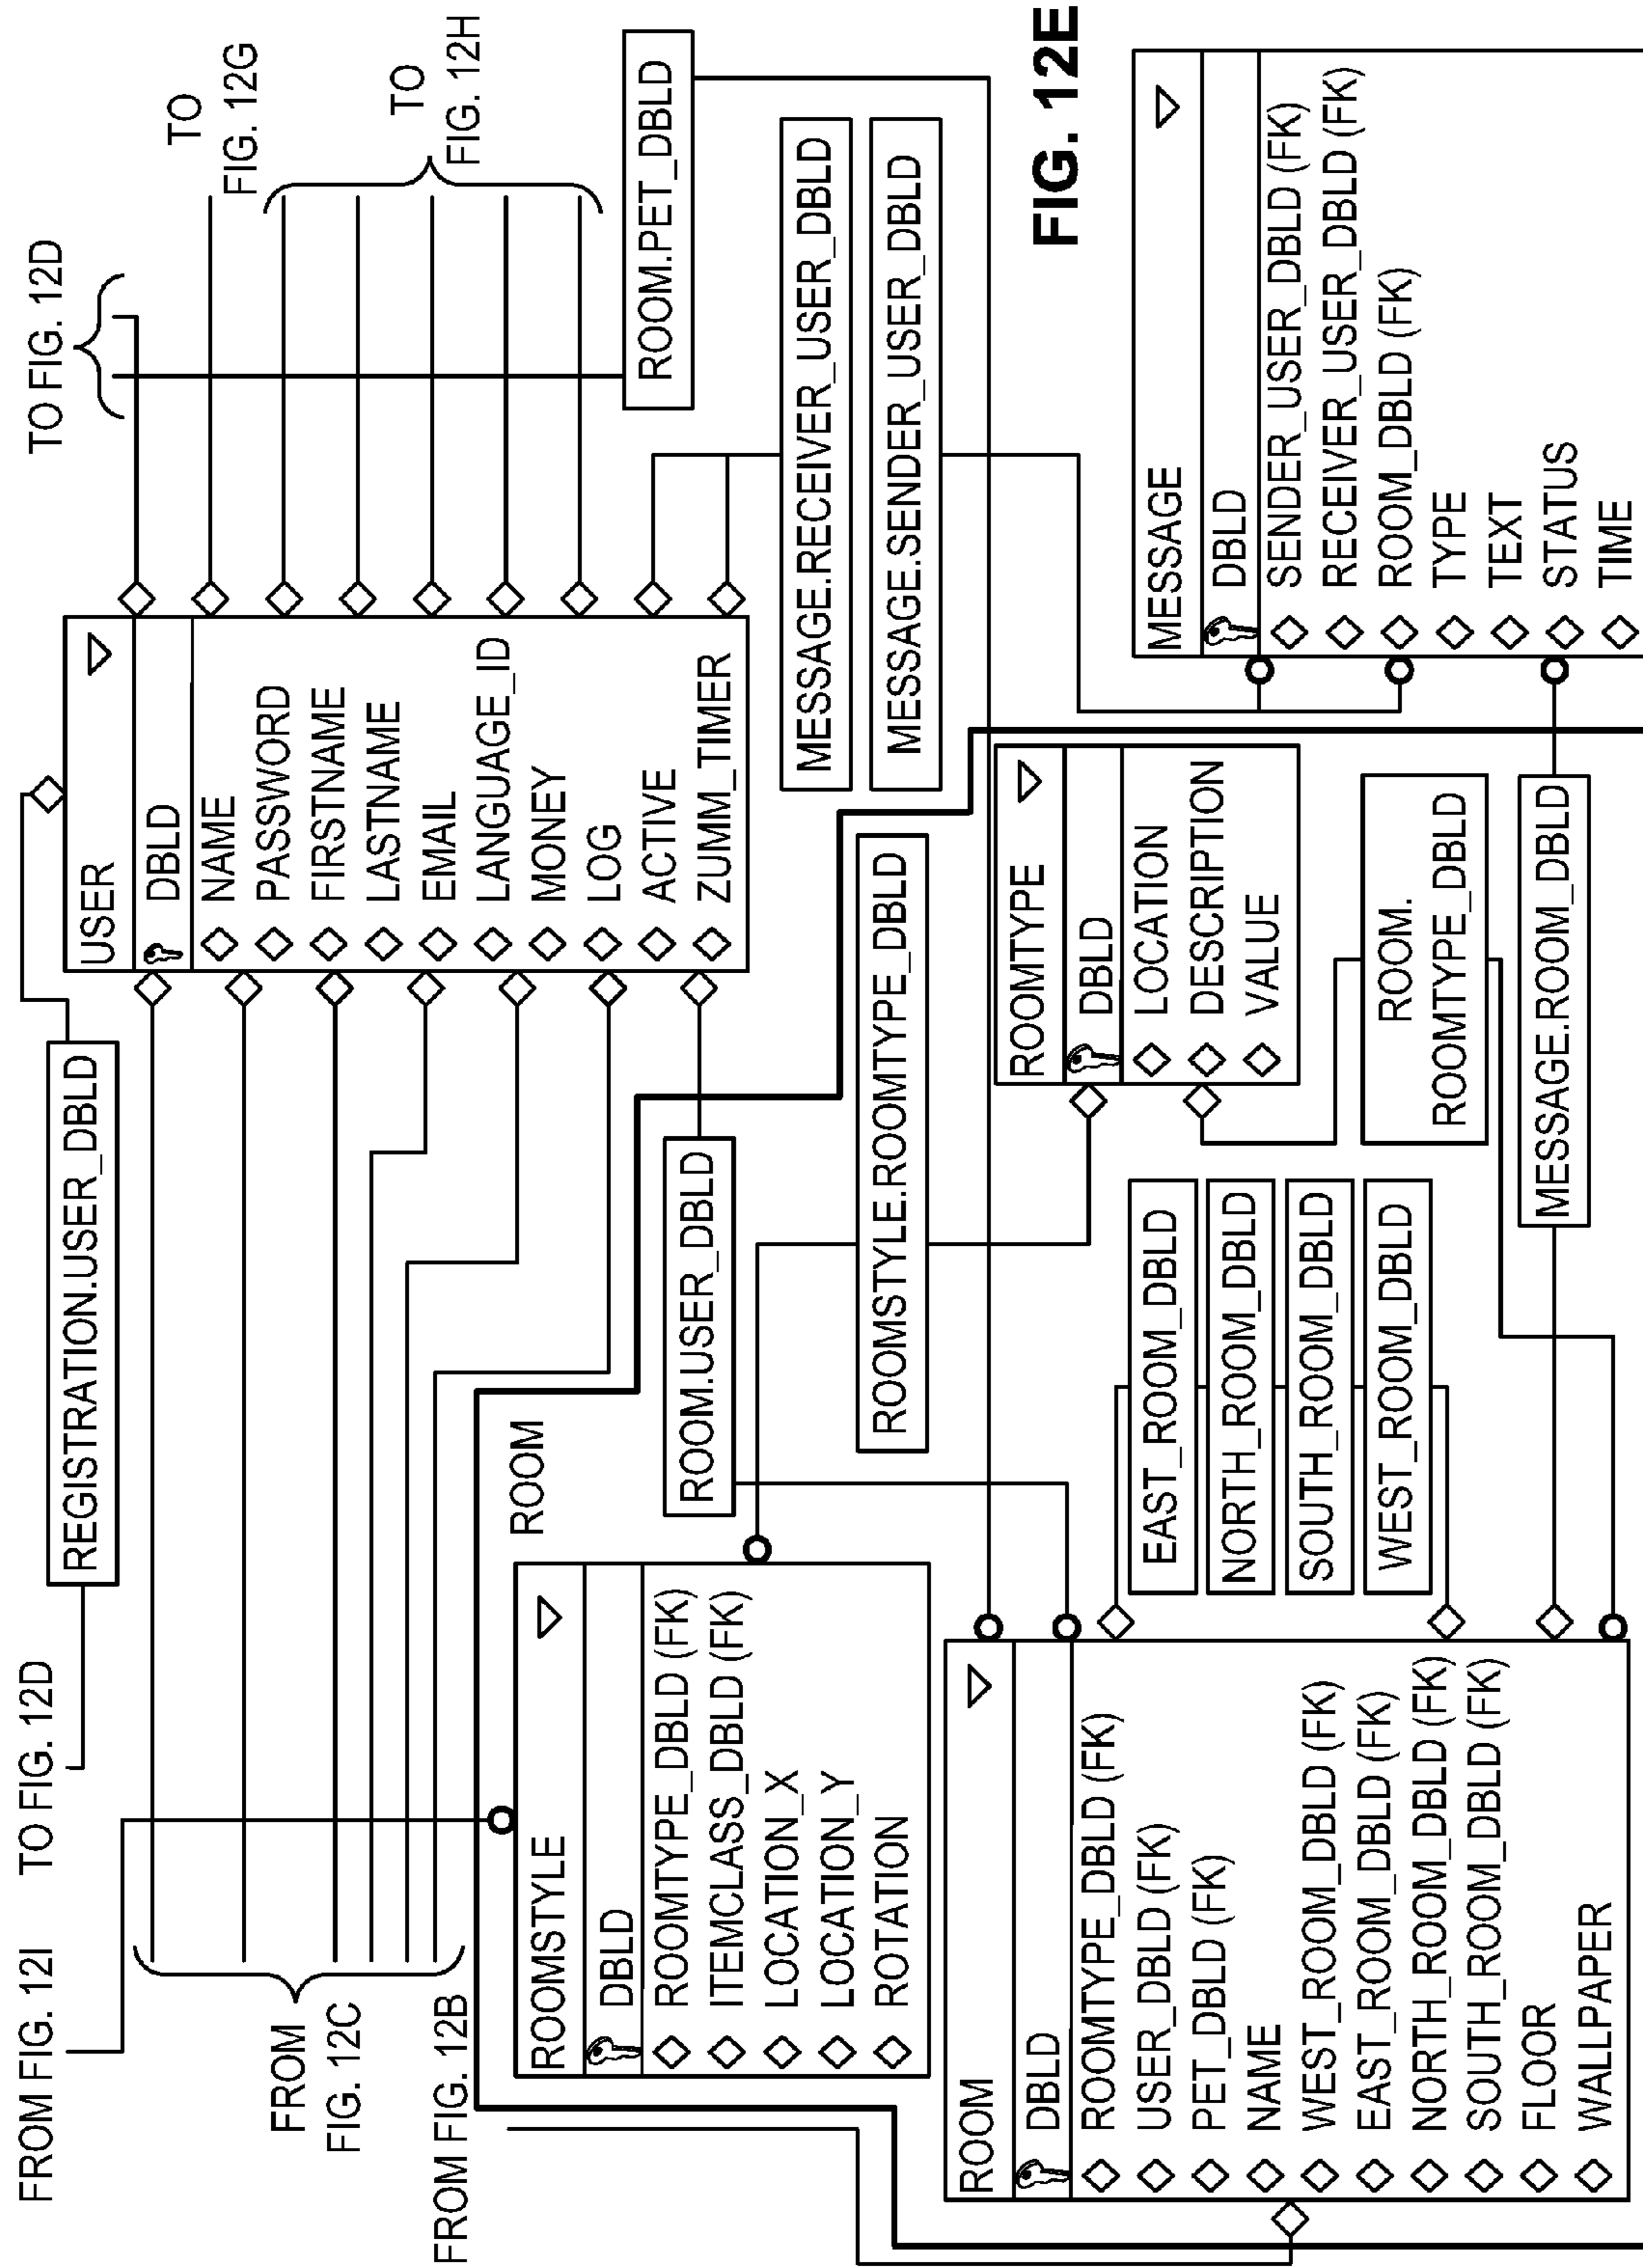 FROM FIG. 12I
TO FIG. 12D
TO FIG. 12D
REGISTRATION.USER_DBLD
FROM
FIG. 12C
FROM FIG. 12B
USER
DBLD
NAME
PASSWORD
FIRSTNAME
LASTNAME
EMAIL
LANGUAGE_ID
MONEY
LOG
ACTIVE
ZUMM_TIMER
TO
FIG. 12G
TO
FIG. 12H
ROOM.PET_DBLD
ROOM
ROOMSTYLE
DBLD
ROOMTYPE_DBLD (FK)
ITEMCLASS_DBLD (FK)
LOCATION_X
LOCATION_Y
ROTATION
ROOM.USER_DBLD
MESSAGE.RECEIVER_USER_DBLD
MESSAGE.SENDER_USER_DBLD
ROOMSTYLE.ROOMTYPE_DBLD
FIG. 12E
ROOM
DBLD
ROOMTYPE_DBLD (FK)
USER_DBLD (FK)
PET_DBLD (FK)
NAME
WEST_ROOM_DBLD (FK)
EAST_ROOM_DBLD (FK)
NORTH_ROOM_DBLD (FK)
SOUTH_ROOM_DBLD (FK)
FLOOR
WALLPAPER
EAST_ROOM_DBLD
NORTH_ROOM_DBLD
SOUTH_ROOM_DBLD
WEST_ROOM_DBLD
ROOMTYPE
DBLD
LOCATION
DESCRIPTION
VALUE
ROOM.
ROOMTYPE_DBLD
MESSAGE.ROOM_DBLD
MESSAGE
DBLD
SENDER_USER_DBLD (FK)
RECEIVER_USER_DBLD (FK)
ROOM_DBLD (FK)
TYPE
TEXT
STATUS
TIME